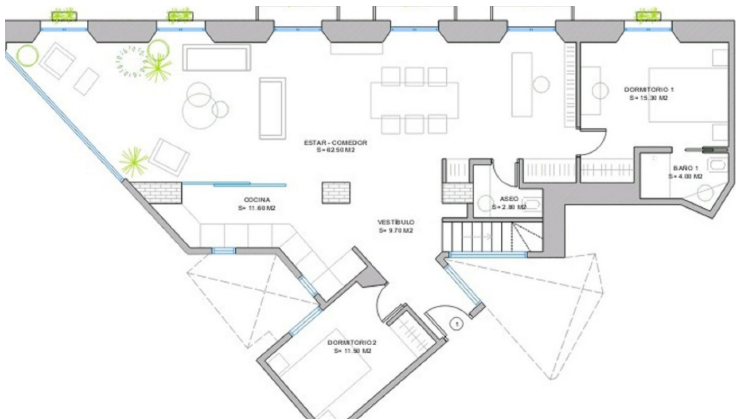 DORMITORIO 1
S= 15.30 M2
ESTAR - COMEDOR
S= 62.50 M2
BAÑO 1
S= 4.00 M2
COCINA
S= 11.60 M2
ASEO
S= 2.90 M2
VESTÍBULO
S= 9.70 M2
1
DORMITORIO 2
S= 11.50 M2